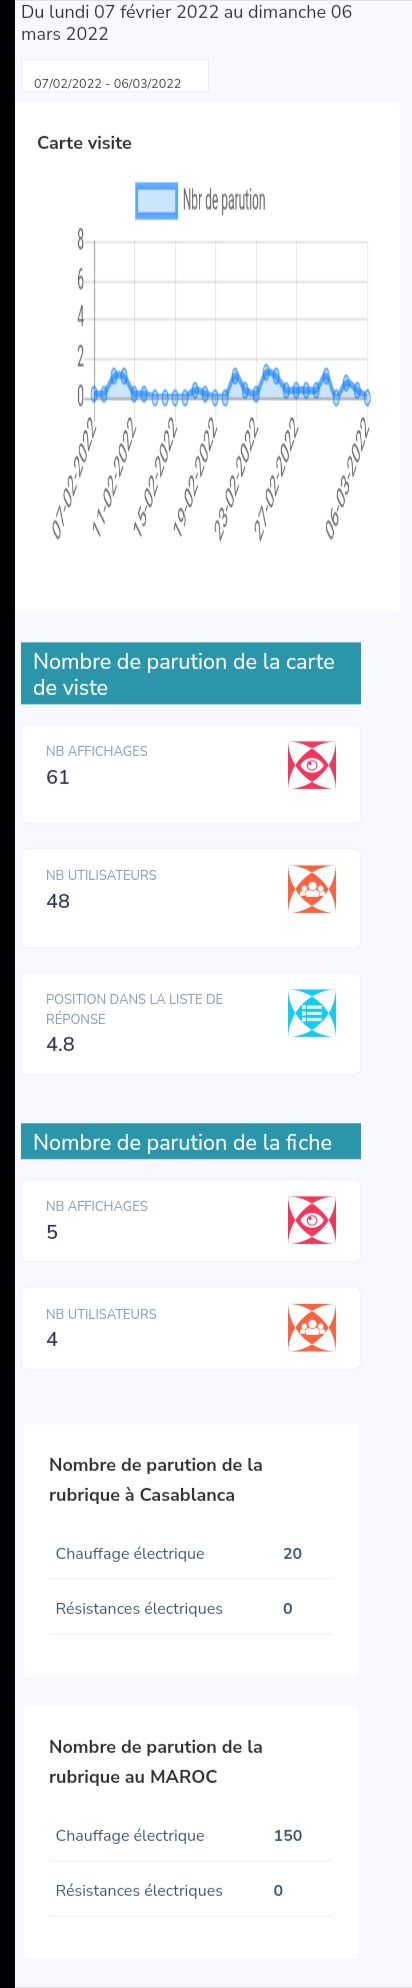 Du lundi 07 février 2022 au dimanche 06
mars 2022
07/02/2022 - 06/03/2022
Carte visite
Nbr de parution
8
6
4
2
0
07-02-2022
11-02-2022
15-02-2022
19-02-2022
23-02-2022
27-02-2022
06-03-2022
Nombre de parution de la carte
de viste
NB AFFICHAGES
61
NB UTILISATEURS
48
POSITION DANS LA LISTE DE
RÉPONSE
4.8
Nombre de parution de la fiche
NB AFFICHAGES
5
NB UTILISATEURS
4
Nombre de parution de la
rubrique à Casablanca
Chauffage électrique 20
Résistances électriques 0
Nombre de parution de la
rubrique au MAROC
Chauffage électrique 150
Résistances électriques 0